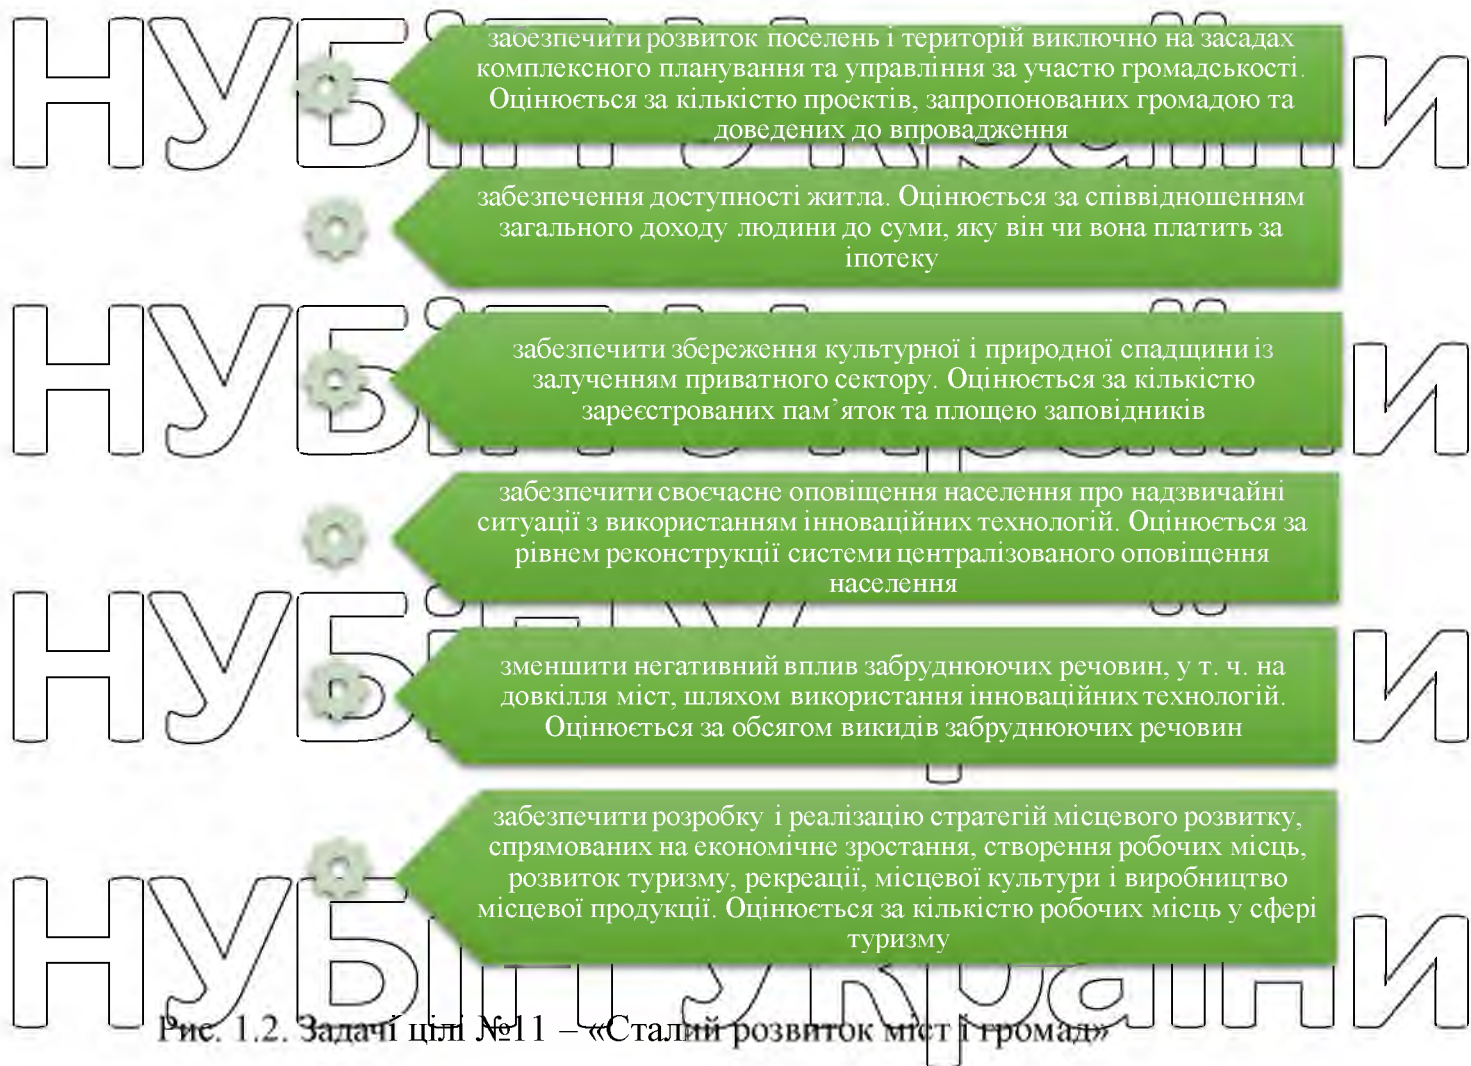 НУБіП України
забезпечити розвиток поселень і територій виключно на засадах
комплексного планування та управління за участю громадськості.
Оцінюється за кількістю проектів, запропонованих громадою та
доведених до впровадження
забезпечення доступності житла. Оцінюється за співвідношенням
загального доходу людини до суми, яку він чи вона платить за
іпотеку
НУБіП України
забезпечити збереження культурної і природної спадщини із
залученням приватного сектору. Оцінюється за кількістю
зареєстрованих пам’яток та площею заповідників
забезпечити своєчасне оповіщення населення про надзвичайні
ситуації з використанням інноваційних технологій. Оцінюється за
рівнем реконструкції системи централізованого оповіщення
населення
НУБіП України
зменшити негативний вплив забруднюючих речовин, у т. ч. на
довкілля міст, шляхом використання інноваційних технологій.
Оцінюється за обсягом викидів забруднюючих речовин
забезпечити розробку і реалізацію стратегій місцевого розвитку,
спрямованих на економічне зростання, створення робочих місць,
розвиток туризму, рекреації, місцевої культури і виробництво
місцевої продукції. Оцінюється за кількістю робочих місць у сфері
туризму
НУБіП України
Рис. 1.2. Задачі цілі №11 – «Сталий розвиток міст і громад»